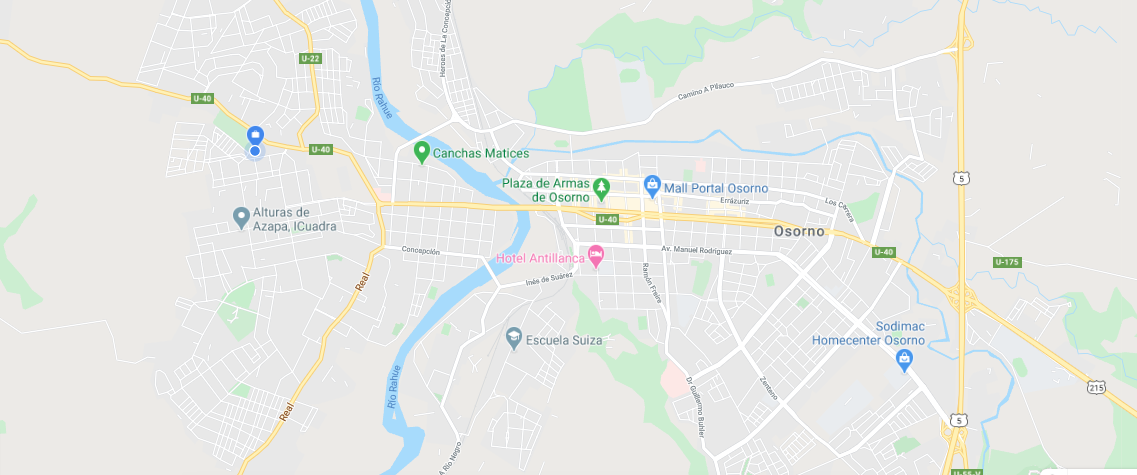 Heroes de La Concepción
U-22
U-40
Río Rahue
Camino A Pilauco
U-40
Canchas Matices
5
Plaza de Armas
de Osorno
Mall Portal Osorno
Errázuriz
Los Carrera
Alturas de
Azapa, ICuadra
U-40
Osorno
Concepción
Av. Manuel Rodríguez
U-40
Hotel Antillanca
U-175
Real
Inés de Suárez
Ramón Freire
Sodimac
Homecenter Osorno
Escuela Suiza
Río Rahue
Zenteno
Dr Guillermo Buhler
215
Real
5
A Río Negro
U-55-V